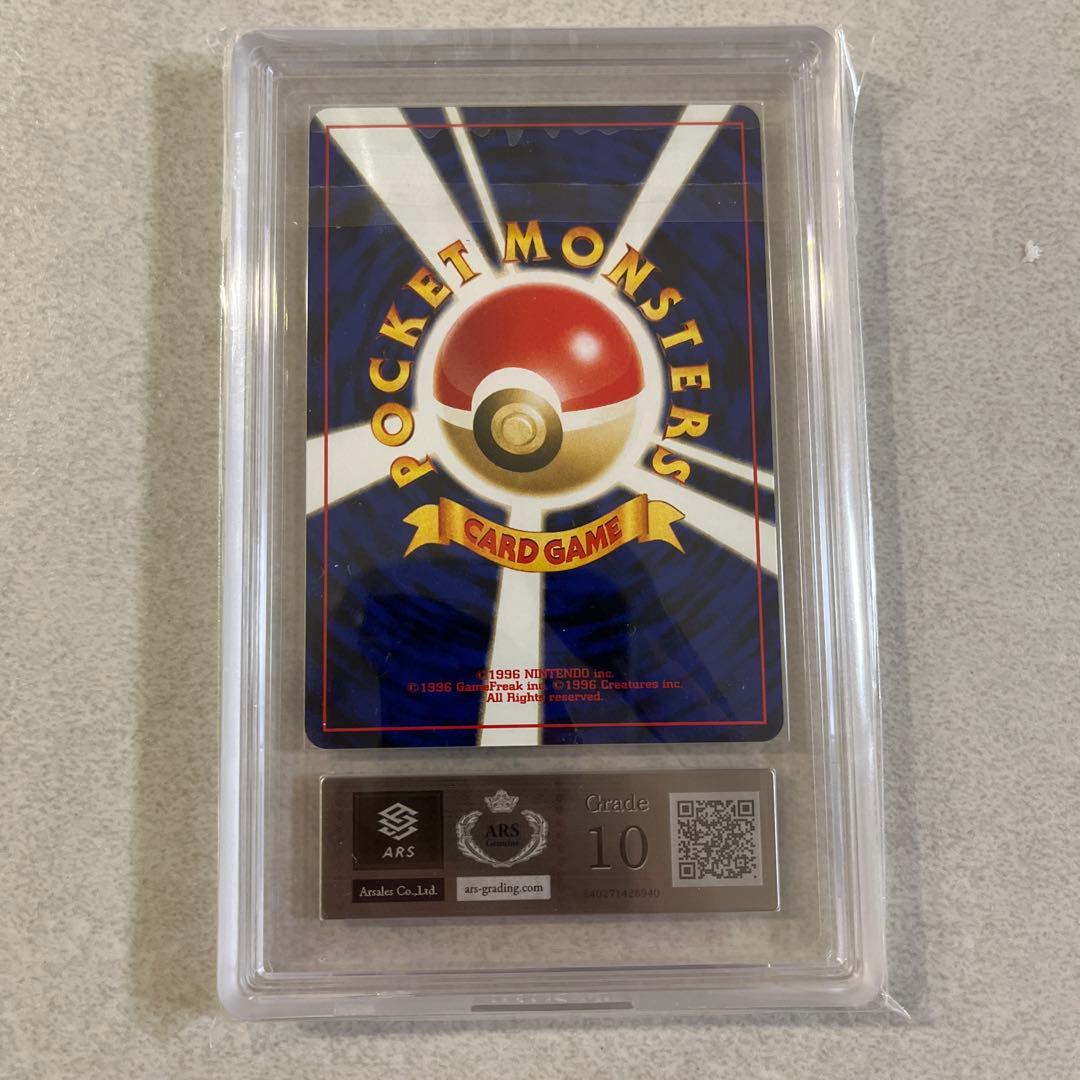 POCKET MONSTERS
CARD GAME
©1996 NINTENDO inc.
©1996 GameFreak inc. ©1996 Creatures inc.
All Rights reserved.
ARS
Arsales Co.,Ltd.
ARS
Genuine
ars-grading.com
Grade
10